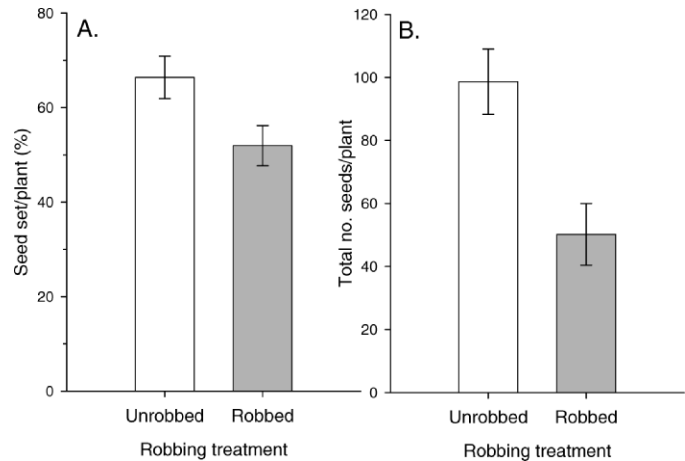 A.
Seed set/plant (%)
80
60
40
20
0
Unrobbed Robbed
Robbing treatment
B.
Total no. seeds/plant
120
100
80
60
40
20
0
Unrobbed Robbed
Robbing treatment